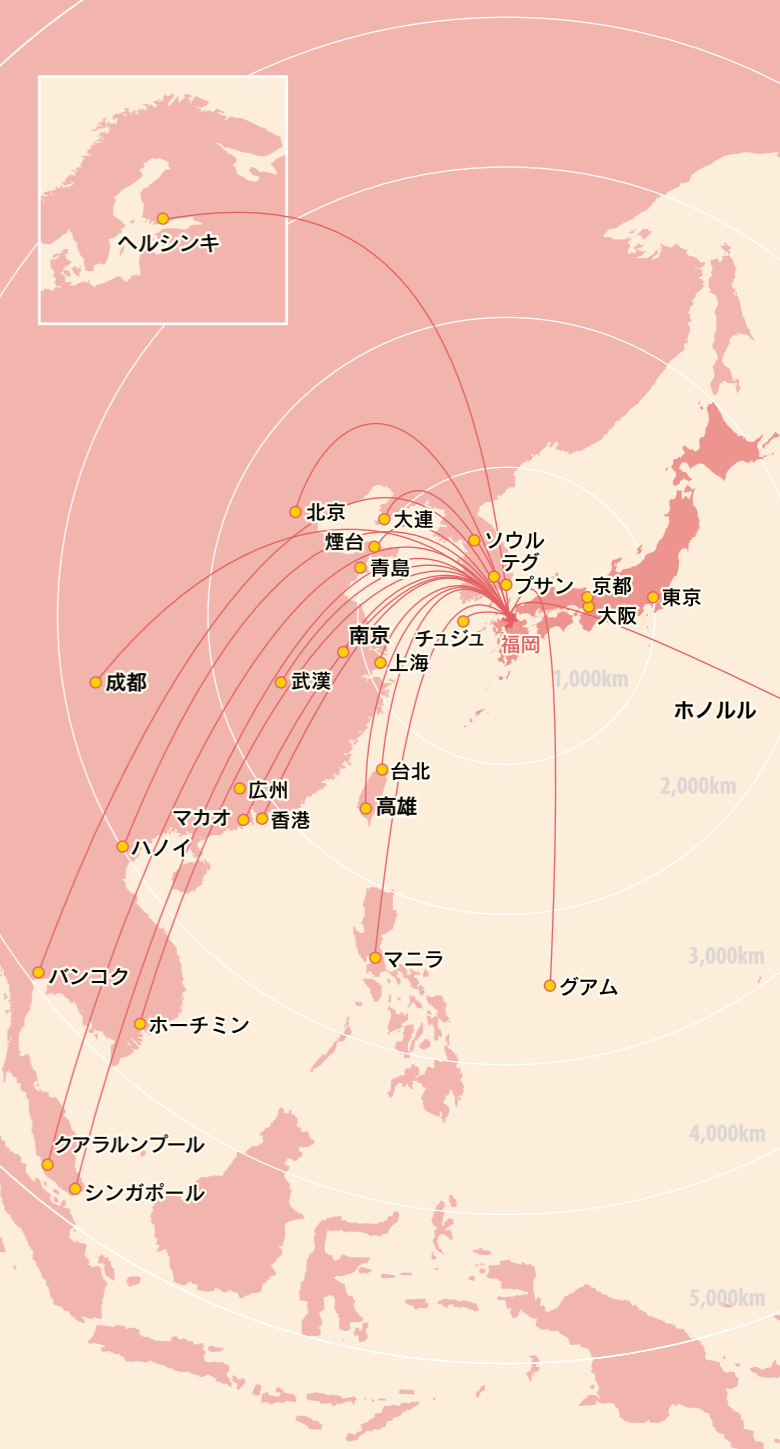 ヘルシンキ
北京
大連
煙台
ソウル
青島
テグ
プサン
京都
東京
大阪
南京
チュジュ
福岡
上海
成都
武漢
1,000km
ホノルル
台北
2,000km
広州
高雄
マカオ
香港
ハノイ
3,000km
マニラ
バンコク
グアム
ホーチミン
4,000km
クアラルンプール
シンガポール
5,000km